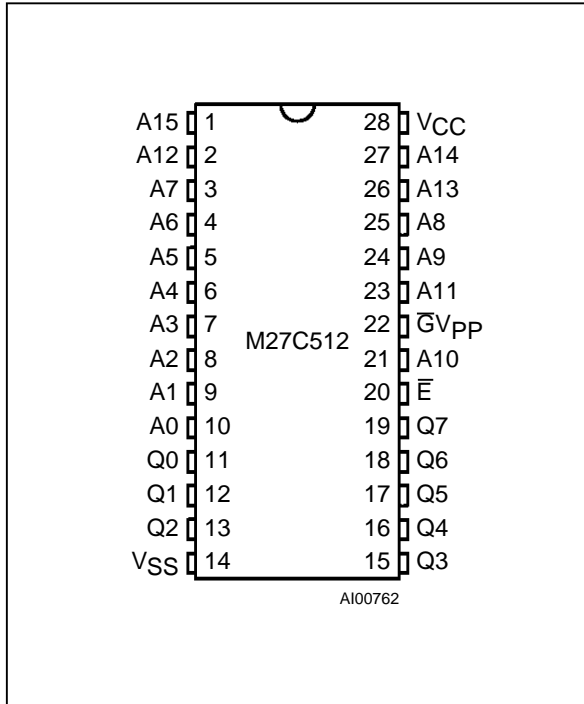 A15 1 28 VCC
A12 2 27 A14
A7 3 26 A13
A6 4 25 A8
A5 5 24 A9
A4 6 23 A11
A3 7 22 G̅VPP
M27C512
A2 8 21 A10
A1 9 20 E̅
A0 10 19 Q7
Q0 11 18 Q6
Q1 12 17 Q5
Q2 13 16 Q4
VSS 14 15 Q3
AI00762